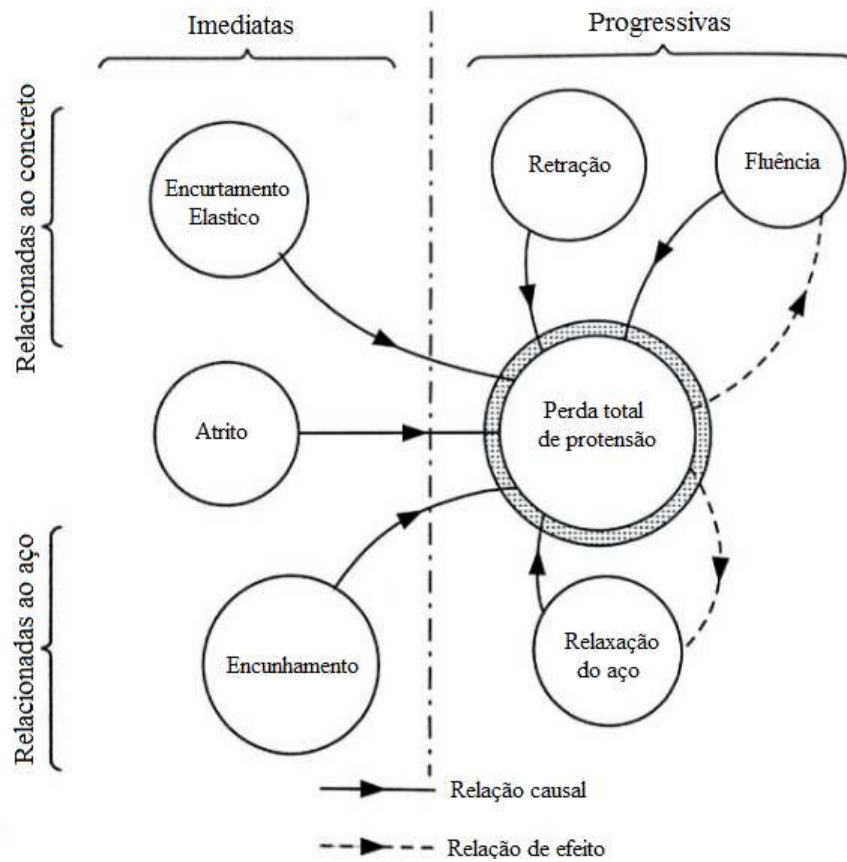 Imediatas
Progressivas
Relacionadas ao concreto
Encurtamento
Elastico
Retração
Fluência
Atrito
Perda total
de protensão
Relacionadas ao aço
Encunhamento
Relaxação
do aço
Relação causal
Relação de efeito